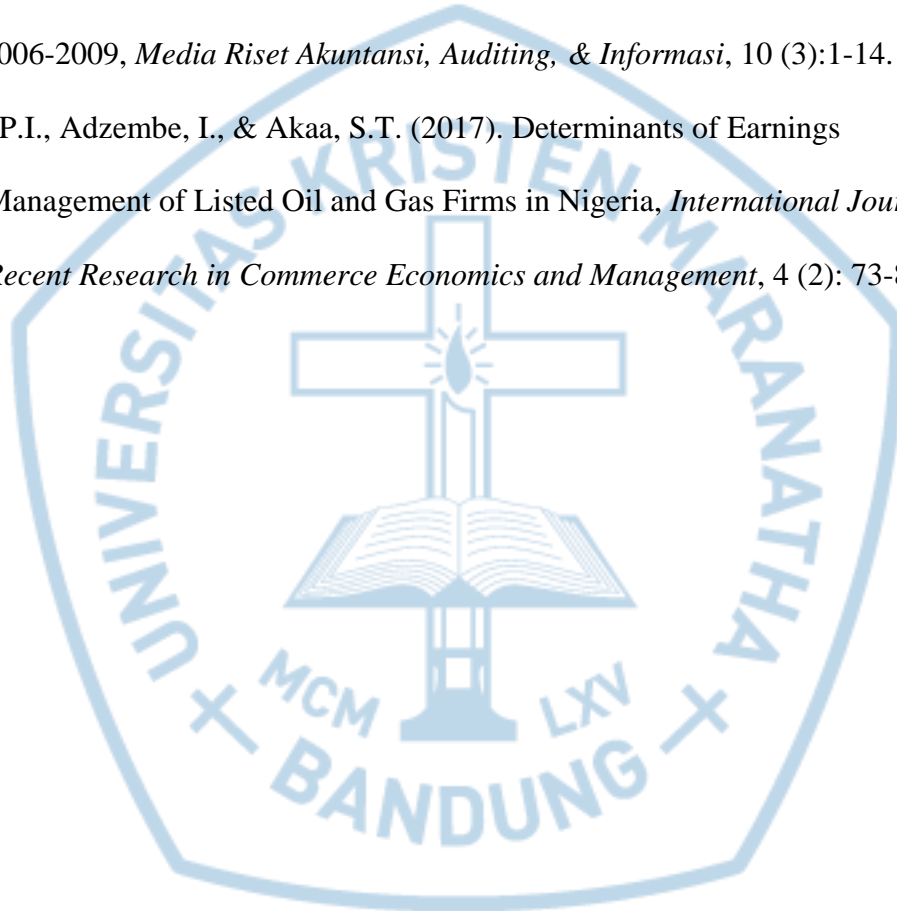 006-2009, Media Riset Akuntansi, Auditing, & Informasi, 10 (3):1-14.
P.I., Adzembe, I., & Akaa, S.T. (2017). Determinants of Earnings
Management of Listed Oil and Gas Firms in Nigeria, International Jour
Recent Research in Commerce Economics and Management, 4 (2): 73-8
UNIVERSITAS KRISTEN MARANATHA
MCM LXV
BANDUNG